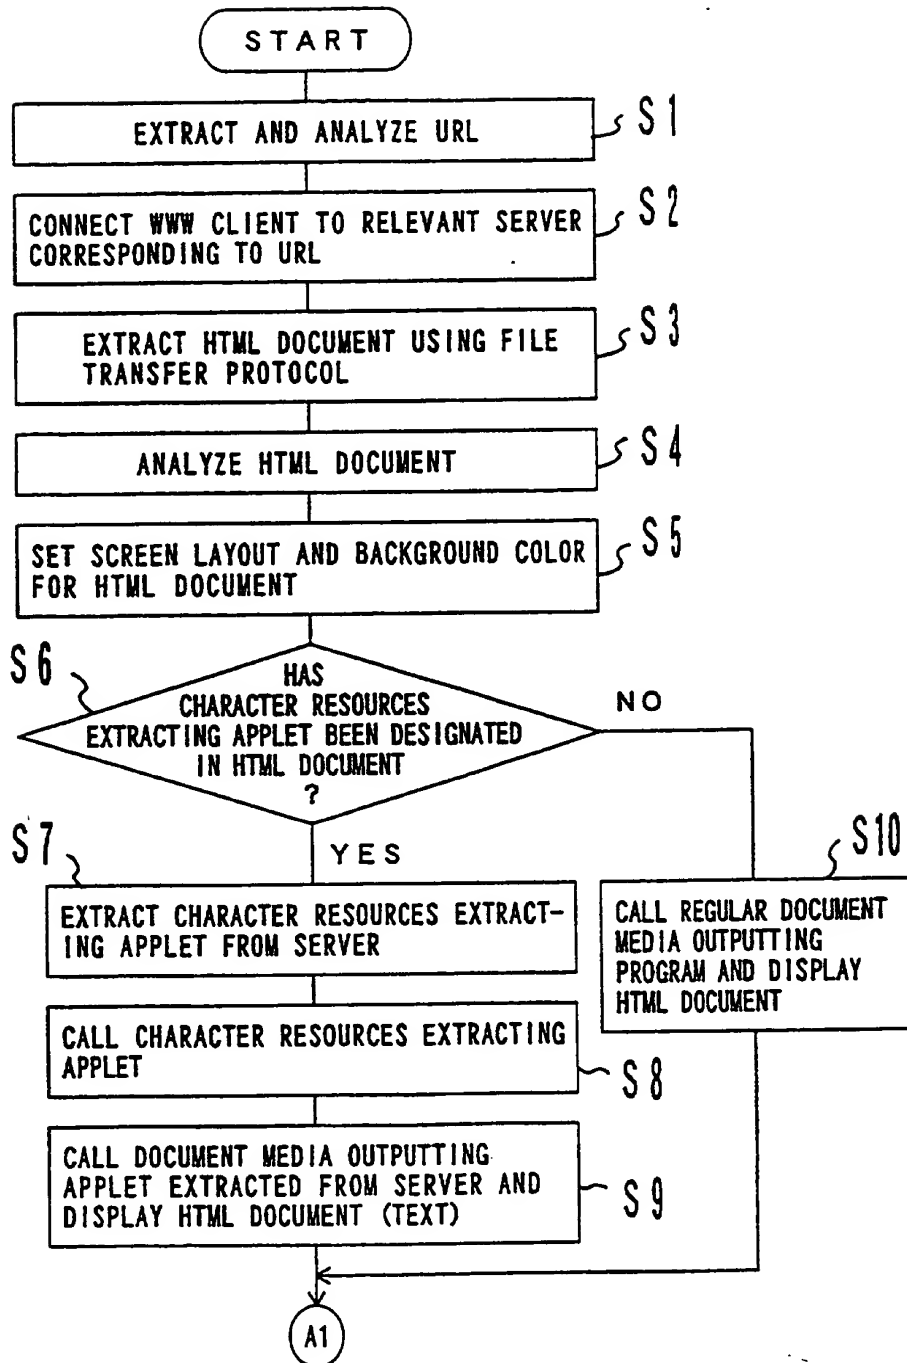 START
EXTRACT AND ANALYZE URL
S1
CONNECT WWW CLIENT TO RELEVANT SERVER
CORRESPONDING TO URL
S2
EXTRACT HTML DOCUMENT USING FILE
TRANSFER PROTOCOL
S3
ANALYZE HTML DOCUMENT
S4
SET SCREEN LAYOUT AND BACKGROUND COLOR
FOR HTML DOCUMENT
S5
S6
HAS
CHARACTER RESOURCES
EXTRACTING APPLET BEEN DESIGNATED
IN HTML DOCUMENT
?
NO
YES
S7
EXTRACT CHARACTER RESOURCES EXTRACT-
ING APPLET FROM SERVER
S10
CALL REGULAR DOCUMENT
MEDIA OUTPUTTING
PROGRAM AND DISPLAY
HTML DOCUMENT
CALL CHARACTER RESOURCES EXTRACTING
APPLET
S8
CALL DOCUMENT MEDIA OUTPUTTING
APPLET EXTRACTED FROM SERVER AND
DISPLAY HTML DOCUMENT (TEXT)
S9
A1